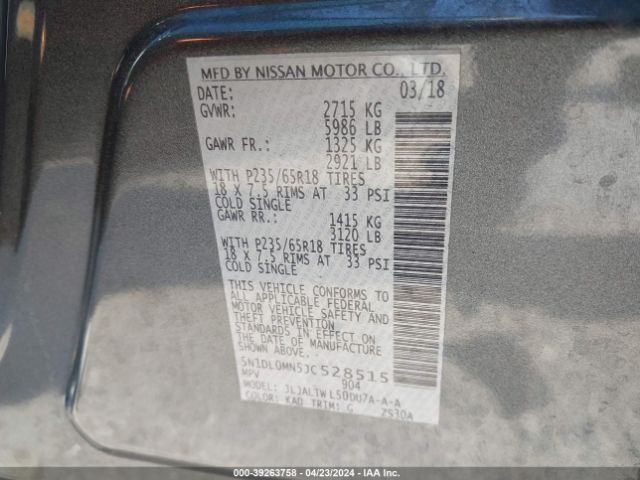 MFD BY NISSAN MOTOR CO., LTD.
DATE: 03/18
GVWR: 2715 KG
5986 LB
GAWR FR.: 1325 KG
2921 LB
WITH P235/65R18 TIRES
18 X 7.5 RIMS AT 33 PSI
COLD SINGLE
GAWR RR.: 1415 KG
3120 LB
WITH P235/65R18 TIRES
18 X 7.5 RIMS AT 33 PSI
COLD SINGLE
THIS VEHICLE CONFORMS TO
ALL APPLICABLE FEDERAL
MOTOR VEHICLE SAFETY AND
THEFT PREVENTION
STANDARDS IN EFFECT ON THE DATE OF MANUFACTURE
SHOWN ABOVE.
5N1DL0MN5JC528515
MPV 904
MODEL: JLJALTWL50DU7A-A-A
COLOR: KAD TRIM: G ZS30A
000-39263758 - 04/23/2024 - IAA Inc.